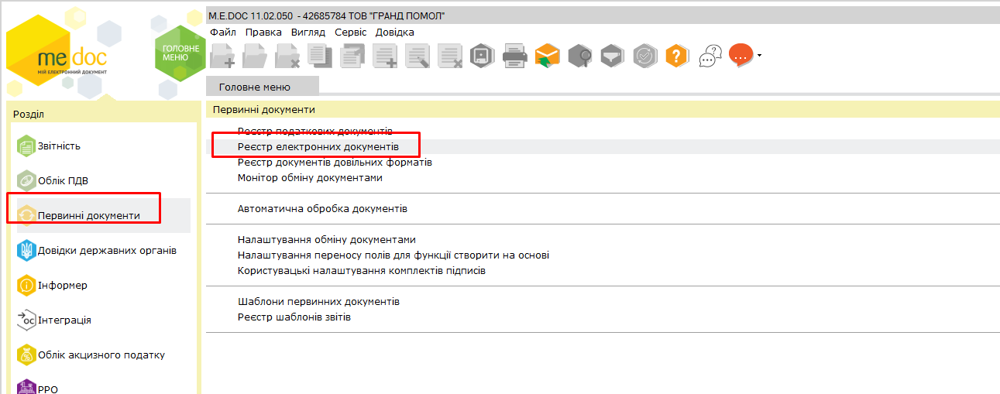 M.E.DOC 11.02.050 - 42685784 ТОВ "ГРАНД ПОМОЛ"
Файл Правка Вигляд Сервіс Довідка
me.doc
МІЙ ЕЛЕКТРОННИЙ ДОКУМЕНТ
ГОЛОВНЕ
МЕНЮ
Головне меню
Розділ
Звітність
Облік ПДВ
Первинні документи
Довідки державних органів
Інформер
Інтеграція
Облік акцизного податку
РРО
Первинні документи
Реєстр податкових документів
Реєстр електронних документів
Реєстр документів довільних форматів
Монітор обміну документами
Автоматична обробка документів
Налаштування обміну документами
Налаштування переносу полів для функції створити на основі
Користувацькі налаштування комплектів підписів
Шаблони первинних документів
Реєстр шаблонів звітів